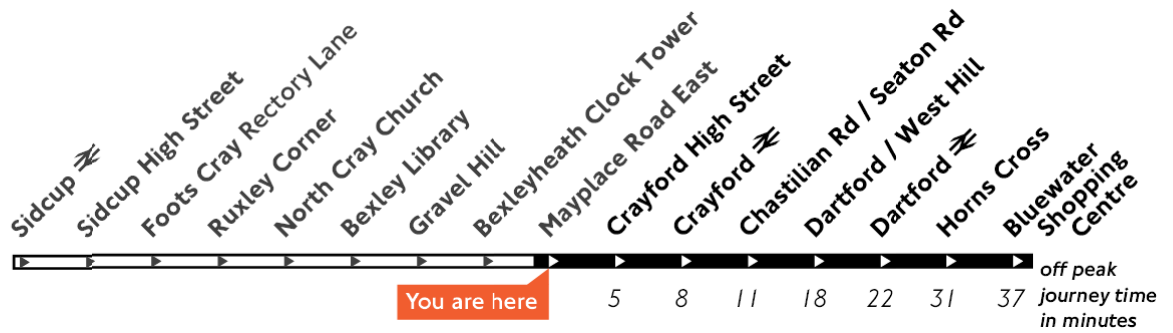 Sidcup
Sidcup High Street
Foots Cray Rectory Lane
Ruxley Corner
North Cray Church
Bexley Library
Gravel Hill
Bexleyheath Clock Tower
Mayplace Road East
Crayford High Street
Crayford
Chastilian Rd / Seaton Rd
Dartford / West Hill
Dartford
Horns Cross
Bluewater
Shopping
Centre
You are here
5 8 11 18 22 31 37
off peak
journey time
in minutes